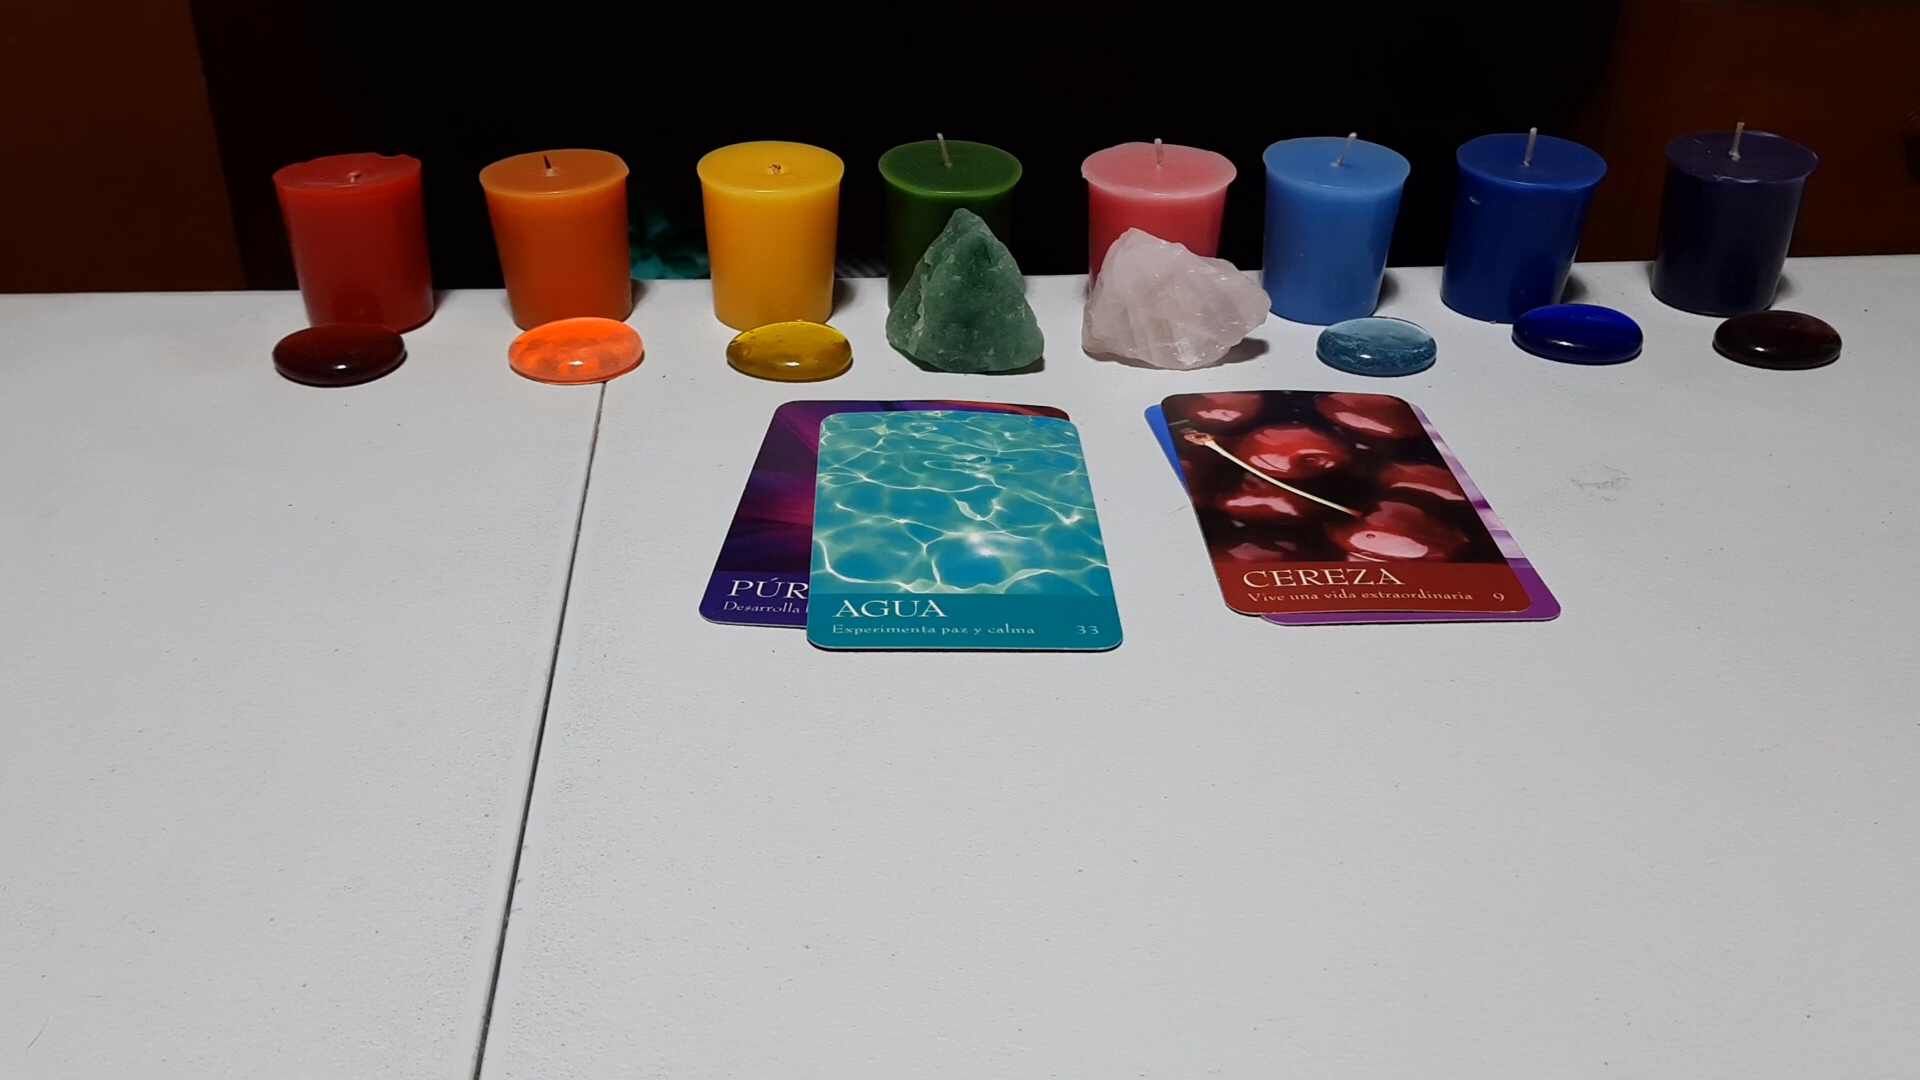 PÚR
Desarrolla
AGUA
Experimenta paz y calma 33
CEREZA
Vive una vida extraordinaria 9